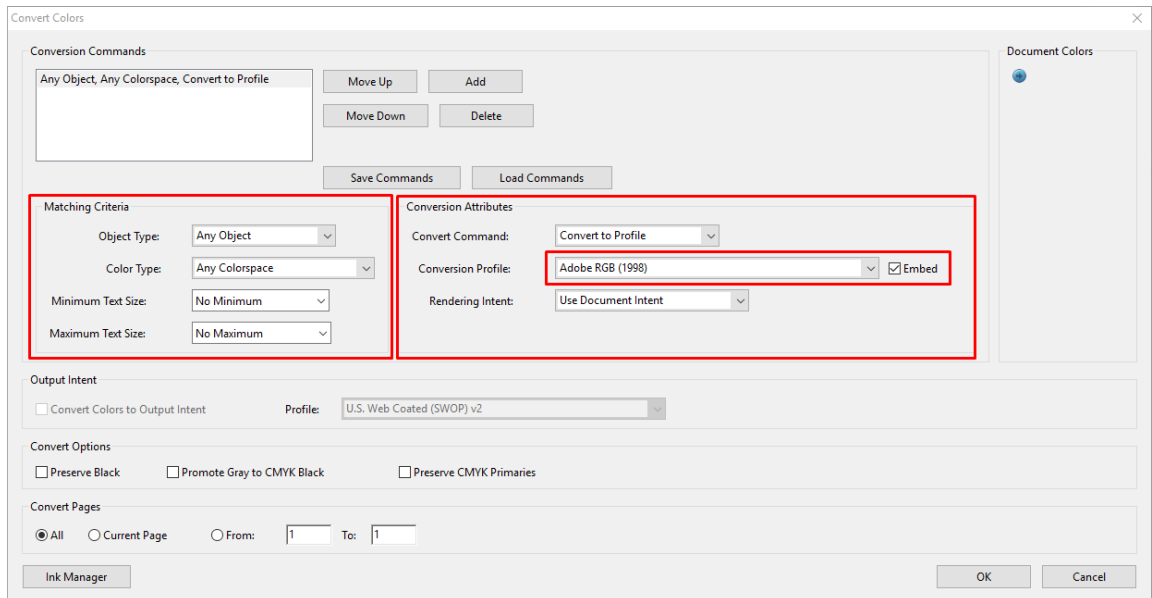 Convert Colors
Conversion Commands
Document Colors
Any Object, Any Colorspace, Convert to Profile
Move Up
Add
Move Down
Delete
Save Commands
Load Commands
Matching Criteria
Object Type: Any Object
Color Type: Any Colorspace
Minimum Text Size: No Minimum
Maximum Text Size: No Maximum
Conversion Attributes
Convert Command: Convert to Profile
Conversion Profile: Adobe RGB (1998) Embed
Rendering Intent: Use Document Intent
Output Intent
Convert Colors to Output Intent Profile: U.S. Web Coated (SWOP) v2
Convert Options
Preserve Black Promote Gray to CMYK Black Preserve CMYK Primaries
Convert Pages
All Current Page From: 1 To: 1
Ink Manager OK Cancel